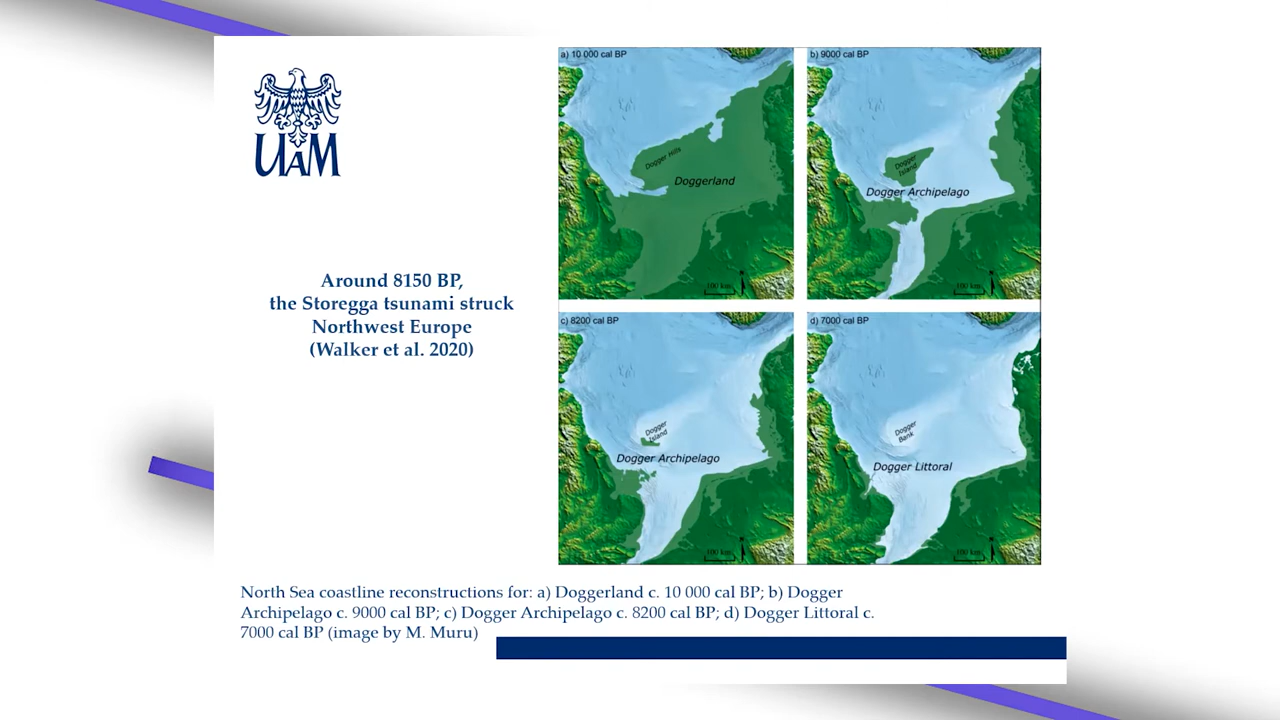 UAM
Around 8150 BP,
the Storegga tsunami struck
Northwest Europe
(Walker et al. 2020)
a) 10 000 cal BP
Dogger Hills
Doggerland
100 km
b) 9000 cal BP
Dogger
Island
Dogger Archipelago
100 km
c) 8200 cal BP
Dogger
Island
Dogger Archipelago
100 km
d) 7000 cal BP
Dogger
Bank
Dogger Littoral
100 km
North Sea coastline reconstructions for: a) Doggerland c. 10 000 cal BP; b) Dogger
Archipelago c. 9000 cal BP; c) Dogger Archipelago c. 8200 cal BP; d) Dogger Littoral c.
7000 cal BP (image by M. Muru)